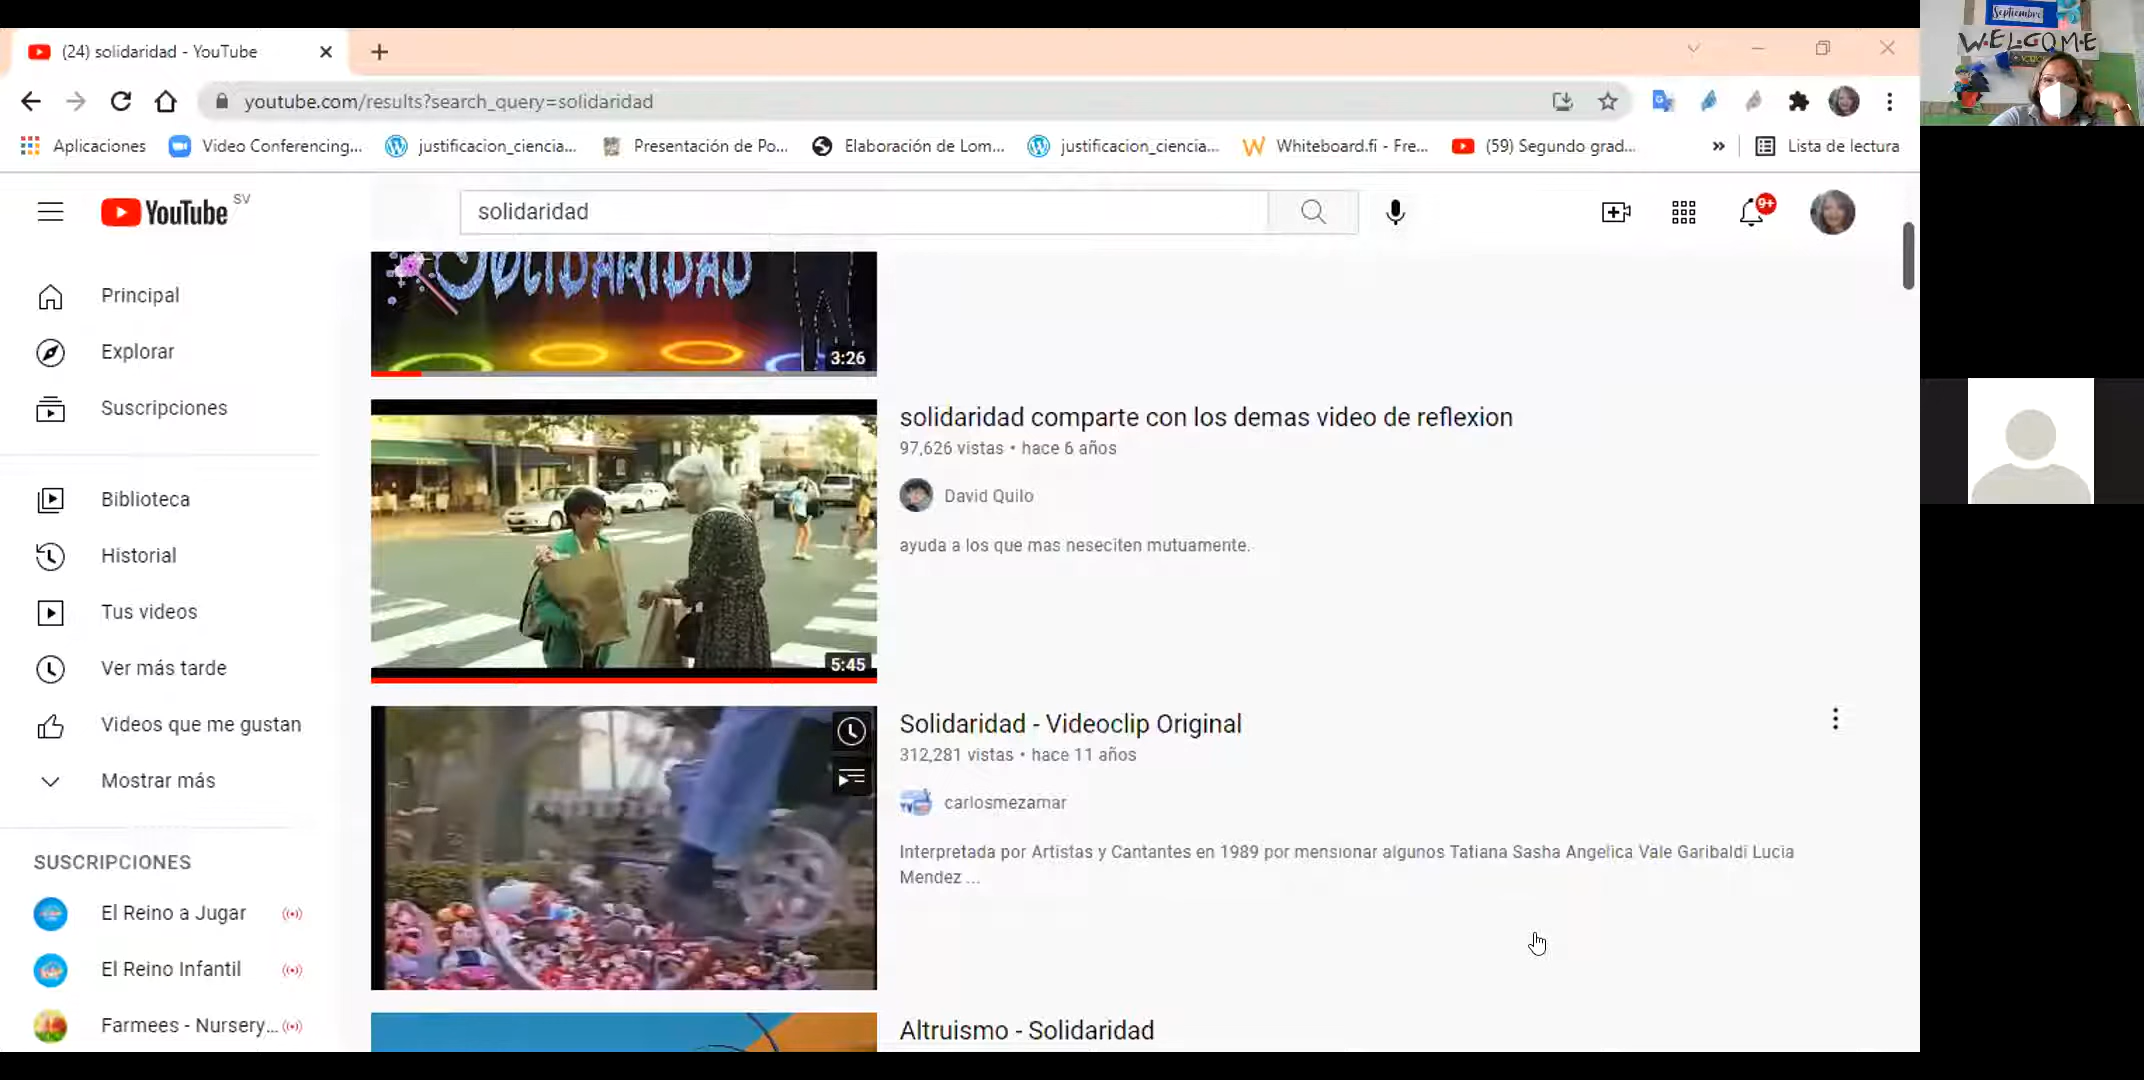 (24) solidaridad - YouTube
Septiembre
WELCOME
youtube.com/results?search_query=solidaridad
Aplicaciones
Video Conferencing...
justificacion_ciencia...
Presentación de Po...
Elaboración de Lom...
justificacion_ciencia...
Whiteboard.fi - Fre...
(59) Segundo grad...
»
Lista de lectura
YouTube SV
solidaridad
9+
SOLIDARIDAD
3:26
Principal
Explorar
Suscripciones
Biblioteca
Historial
Tus videos
Ver más tarde
Videos que me gustan
Mostrar más
SUSCRIPCIONES
El Reino a Jugar
El Reino Infantil
Farmees - Nursery...
solidaridad comparte con los demas video de reflexion
97,626 vistas • hace 6 años
David Quilo
ayuda a los que mas neseciten mutuamente.
5:45
Solidaridad - Videoclip Original
312,281 vistas • hace 11 años
carlosmezamar
Interpretada por Artistas y Cantantes en 1989 por mensionar algunos Tatiana Sasha Angelica Vale Garibaldi Lucia
Mendez ...
Altruismo - Solidaridad